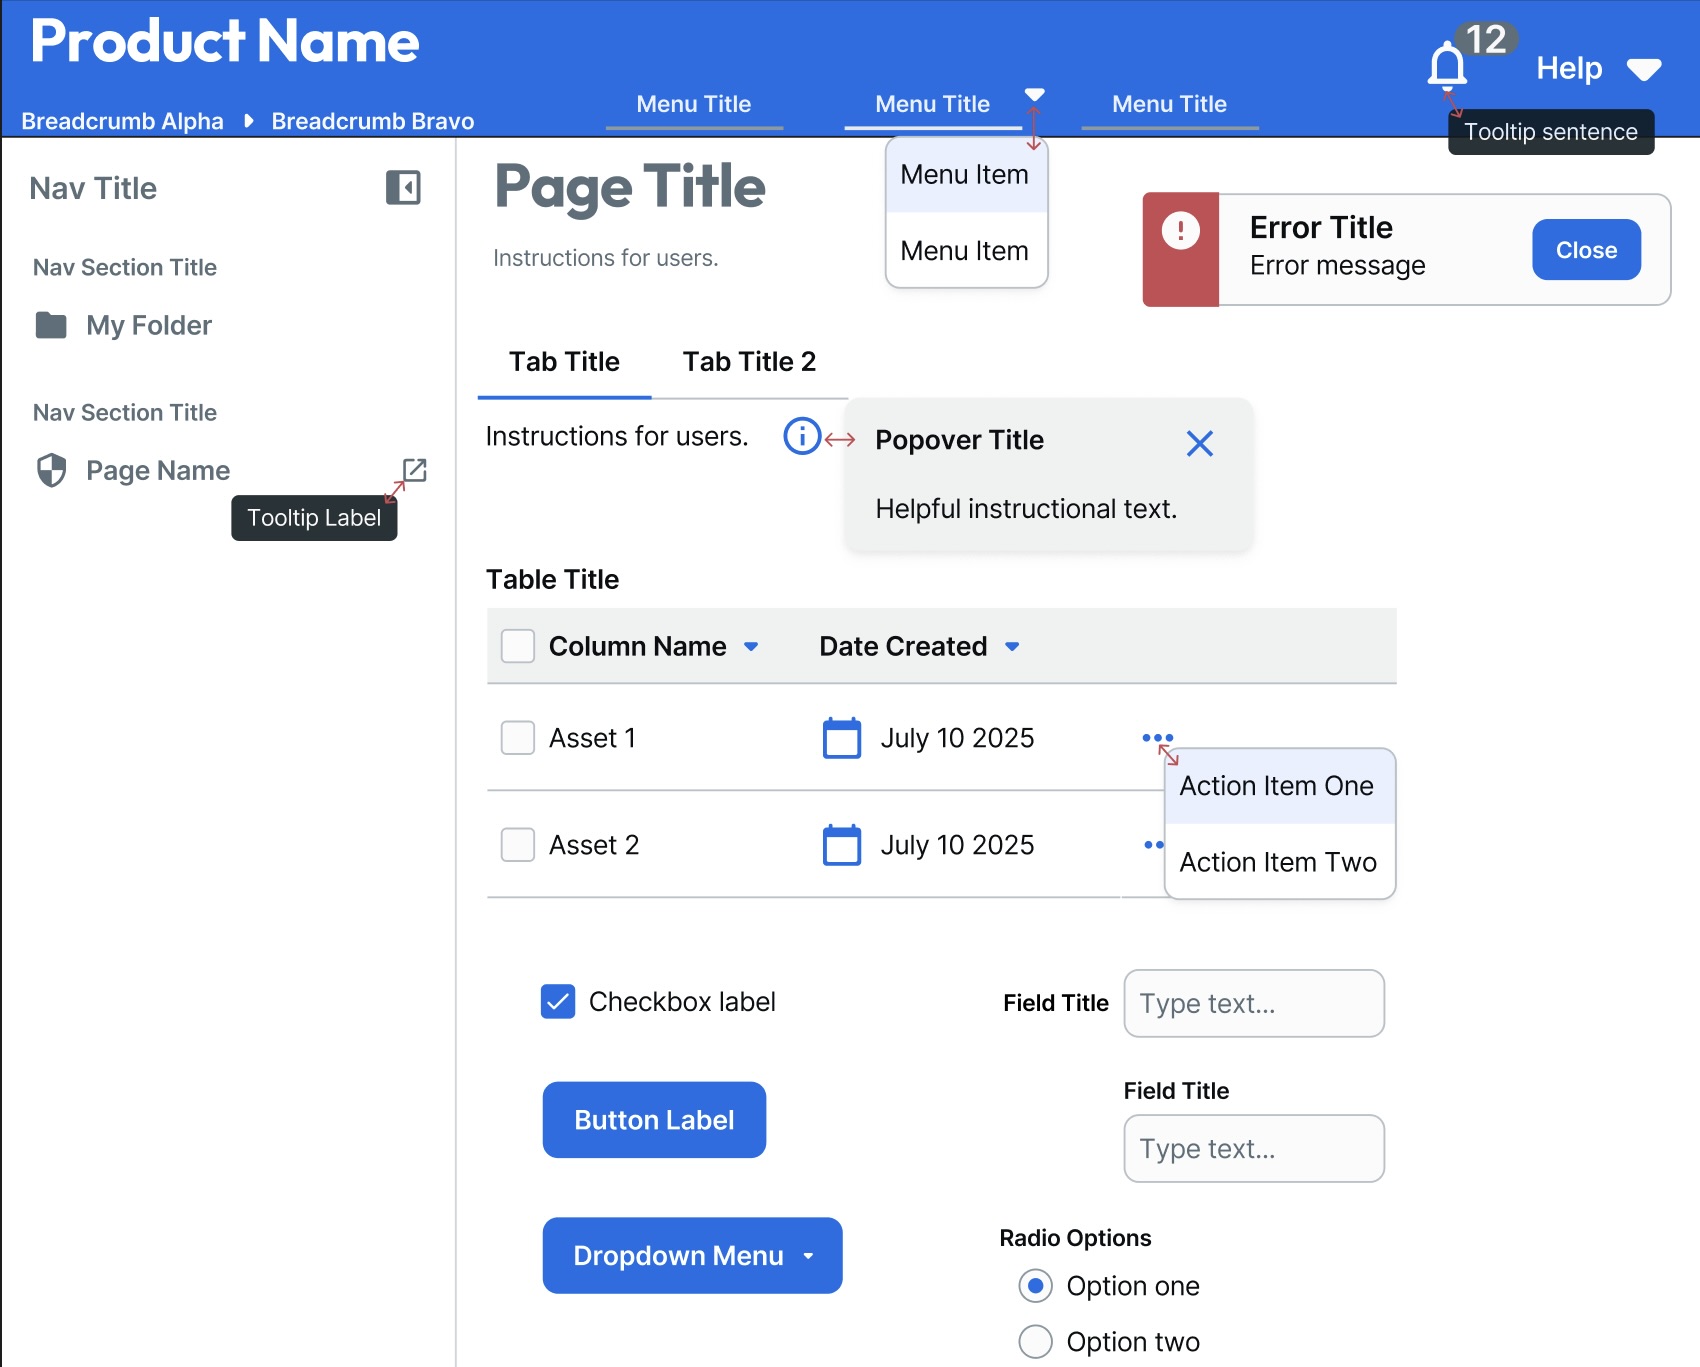 Product Name
12
Help
Breadcrumb Alpha
Breadcrumb Bravo
Menu Title
Menu Title
Menu Title
Tooltip sentence
Nav Title
Nav Section Title
My Folder
Nav Section Title
Page Name
Tooltip Label
Page Title
Instructions for users.
Menu Item
Menu Item
Error Title
Error message
Close
Tab Title
Tab Title 2
Instructions for users.
Popover Title
Helpful instructional text.
Table Title
Column Name
Date Created
Asset 1
July 10 2025
Asset 2
July 10 2025
Action Item One
Action Item Two
Checkbox label
Field Title
Type text...
Button Label
Field Title
Type text...
Dropdown Menu
Radio Options
Option one
Option two